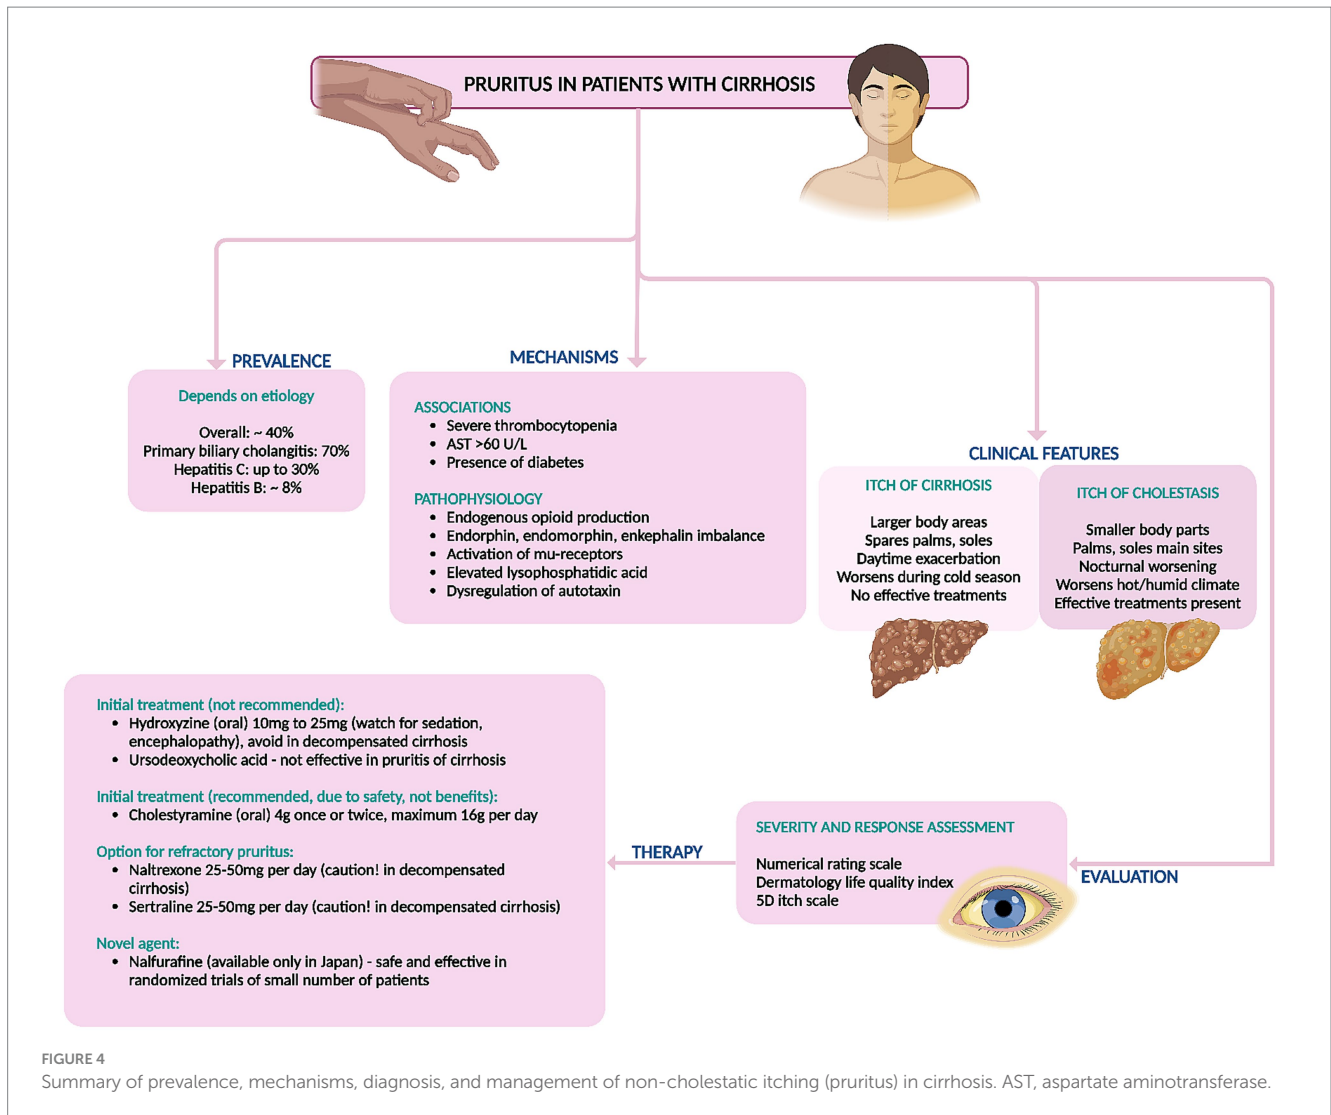 PRURITUS IN PATIENTS WITH CIRRHOSIS
PREVALENCE
Depends on etiology
Overall: ~ 40%
Primary biliary cholangitis: 70%
Hepatitis C: up to 30%
Hepatitis B: ~ 8%
MECHANISMS
ASSOCIATIONS
• Severe thrombocytopenia
• AST >60 U/L
• Presence of diabetes
PATHOPHYSIOLOGY
• Endogenous opioid production
• Endorphin, endomorphin, enkephalin imbalance
• Activation of mu-receptors
• Elevated lysophosphatidic acid
• Dysregulation of autotaxin
CLINICAL FEATURES
ITCH OF CIRRHOSIS
Larger body areas
Spares palms, soles
Daytime exacerbation
Worsens during cold season
No effective treatments
ITCH OF CHOLESTASIS
Smaller body parts
Palms, soles main sites
Nocturnal worsening
Worsens hot/humid climate
Effective treatments present
EVALUATION
SEVERITY AND RESPONSE ASSESSMENT
Numerical rating scale
Dermatology life quality index
5D itch scale
THERAPY
Initial treatment (not recommended):
• Hydroxyzine (oral) 10mg to 25mg (watch for sedation,
encephalopathy), avoid in decompensated cirrhosis
• Ursodeoxycholic acid - not effective in pruritis of cirrhosis
Initial treatment (recommended, due to safety, not benefits):
• Cholestyramine (oral) 4g once or twice, maximum 16g per day
Option for refractory pruritus:
• Naltrexone 25-50mg per day (caution! in decompensated
cirrhosis)
• Sertraline 25-50mg per day (caution! in decompensated cirrhosis)
Novel agent:
• Nalfurafine (available only in Japan) - safe and effective in
randomized trials of small number of patients
FIGURE 4
Summary of prevalence, mechanisms, diagnosis, and management of non-cholestatic itching (pruritus) in cirrhosis. AST, aspartate aminotransferase.